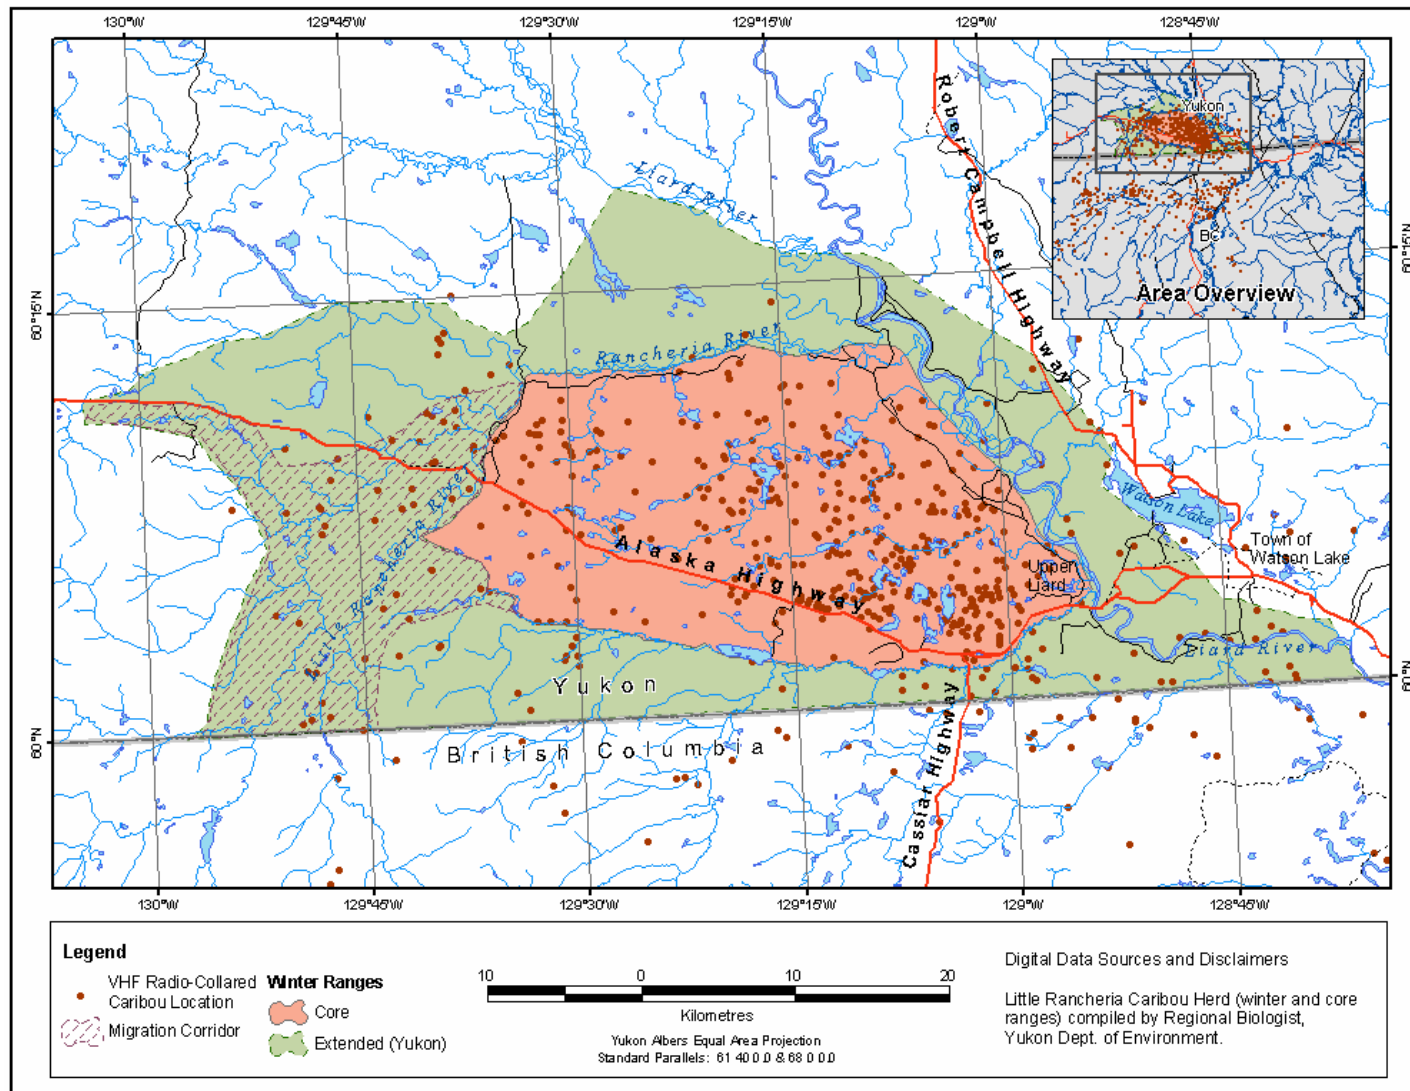 130°W 129°45'W 129°30'W 129°15'W 129°W 128°45'W
Robert Campbell Highway
Yukon
BC
Area Overview
Liard River
60°15'N
60°15'N
Rancheria River
Little Rancheria River
Alaska Highway
Watson Lake
Town of
Watson Lake
Upper
Liard
Liard River
60°N
60°N
Yukon
British Columbia
Cassiar Highway
130°W 129°45'W 129°30'W 129°15'W 129°W 128°45'W
Legend
VHF Radio-Collared
Caribou Location
Migration Corridor
Winter Ranges
Core
Extended (Yukon)
10 0 10 20
Kilometres
Yukon Albers Equal Area Projection
Standard Parallels: 61 40 0.0 & 68 0 0.0
Digital Data Sources and Disclaimers
Little Rancheria Caribou Herd (winter and core
ranges) compiled by Regional Biologist,
Yukon Dept. of Environment.